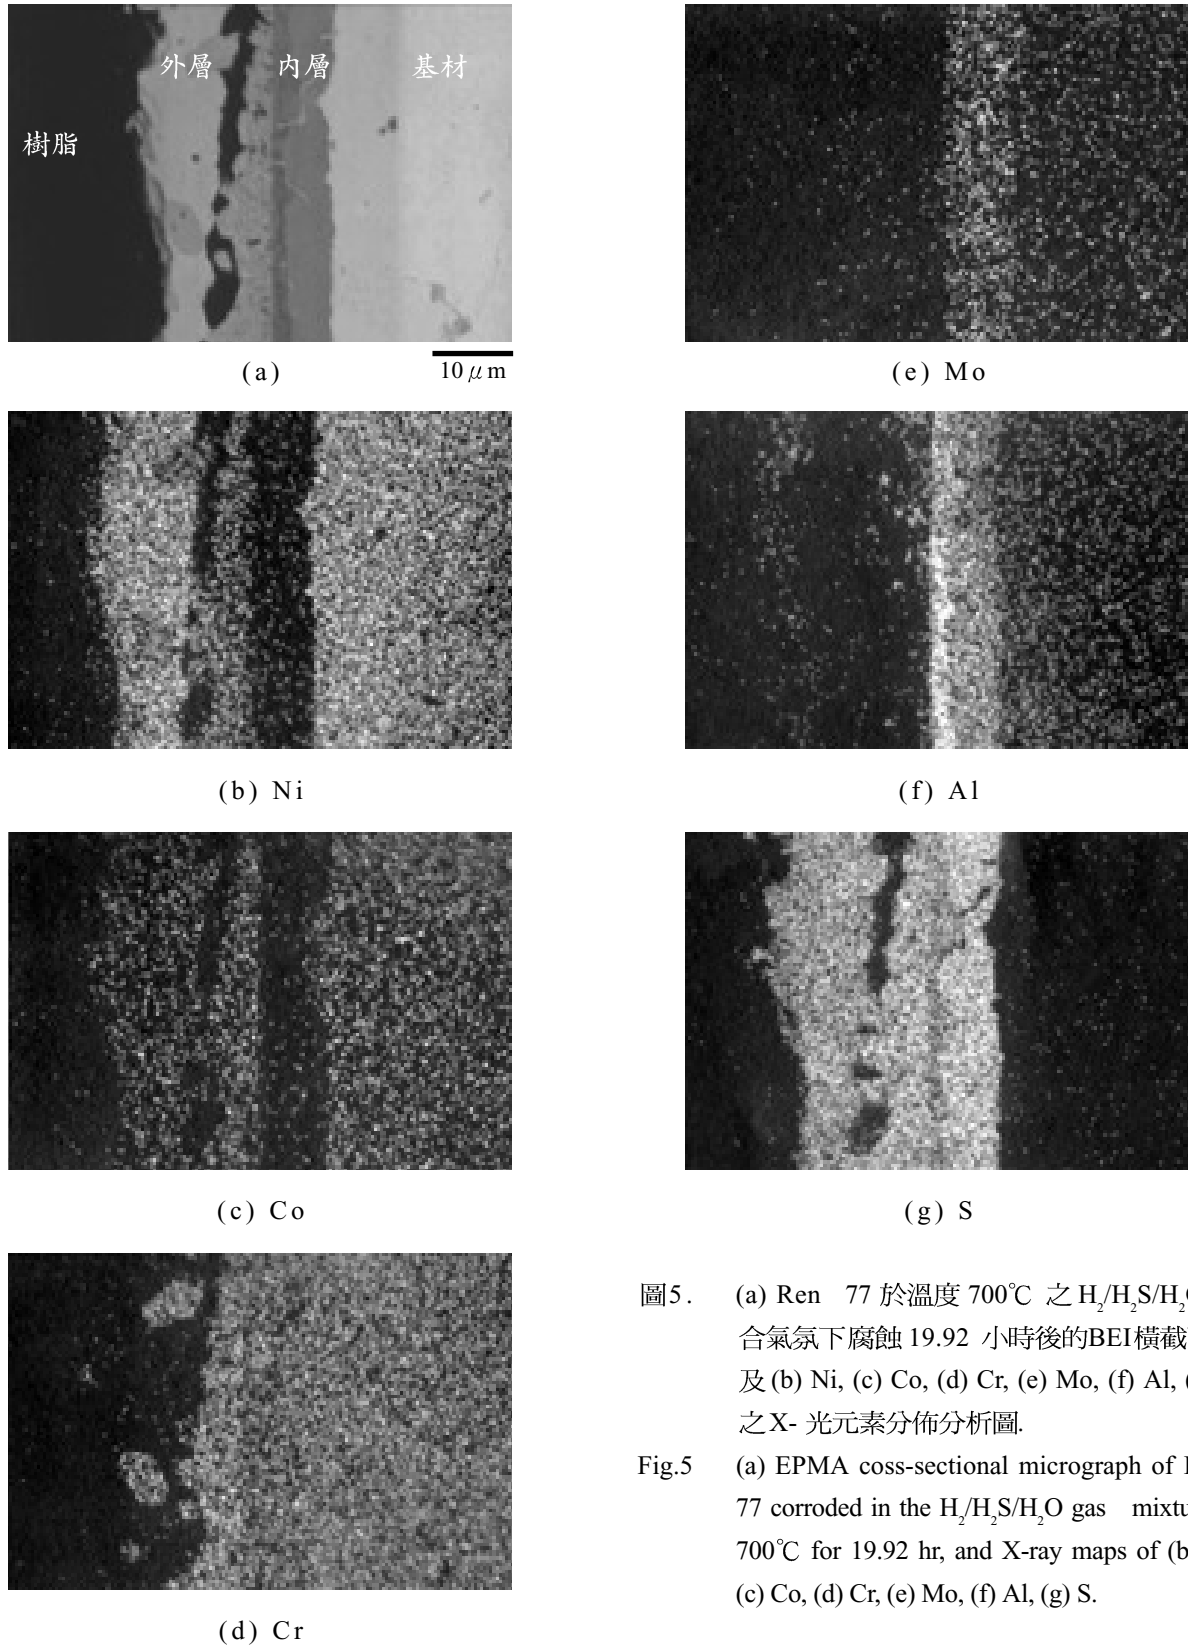 外層
內層
基材
樹脂
(a)
10 μm
(e) Mo
(b) Ni
(f) Al
(c) Co
(g) S
圖5. (a) Ren 77 於溫度 700℃ 之 H₂/H₂S/H₂
合氣氛下腐蝕 19.92 小時後的BEI橫截
及(b) Ni, (c) Co, (d) Cr, (e) Mo, (f) Al, (
之X- 光元素分佈分析圖.
Fig.5 (a) EPMA coss-sectional micrograph of
77 corroded in the H₂/H₂S/H₂O gas mixtu
700℃ for 19.92 hr, and X-ray maps of (b
(c) Co, (d) Cr, (e) Mo, (f) Al, (g) S.
(d) Cr